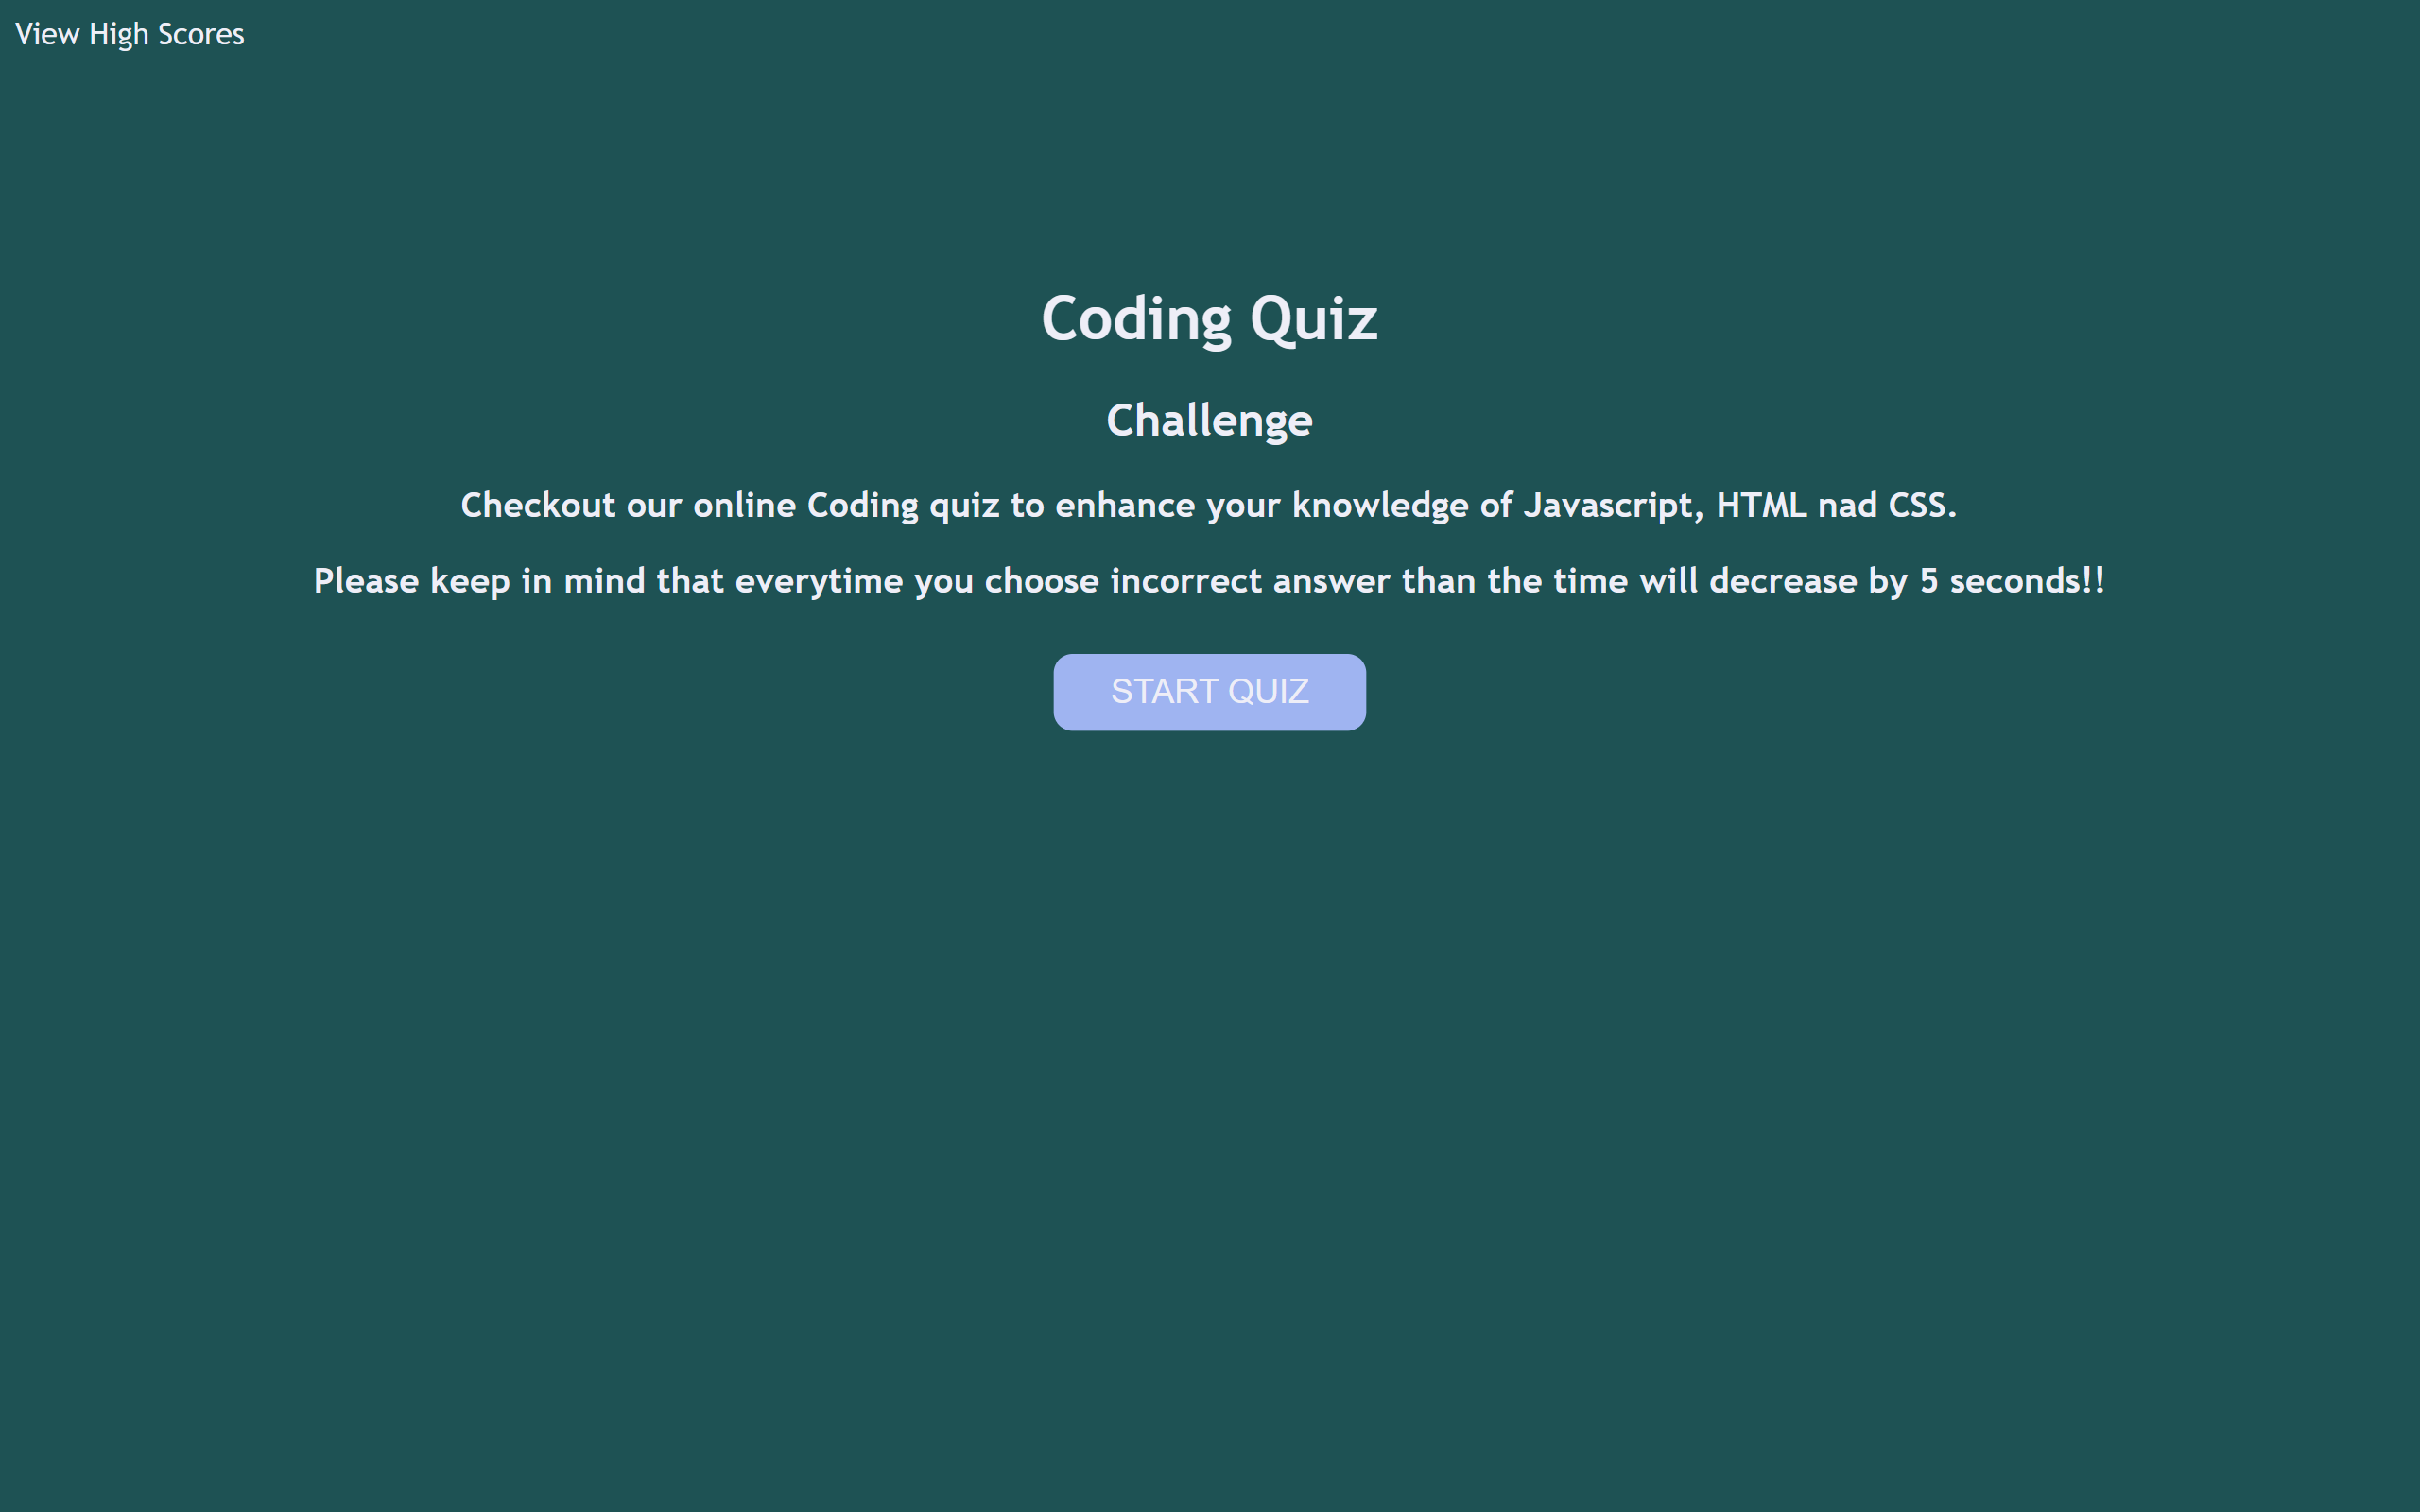 View High Scores
Coding Quiz
Challenge
Checkout our online Coding quiz to enhance your knowledge of Javascript, HTML nad CSS.
Please keep in mind that everytime you choose incorrect answer than the time will decrease by 5 seconds!!
START QUIZ